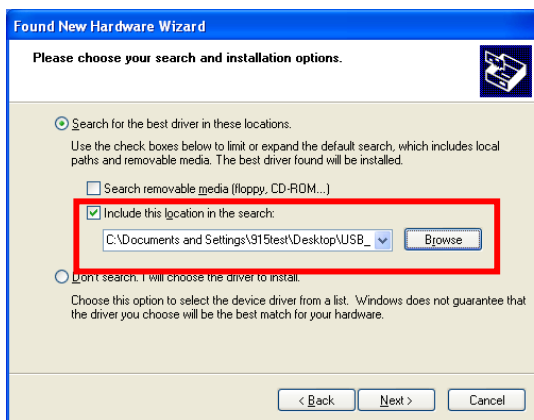 Found New Hardware Wizard
Please choose your search and installation options.
Search for the best driver in these locations.
Use the check boxes below to limit or expand the default search, which includes local
paths and removable media. The best driver found will be installed.
Search removable media (floppy, CD-ROM...)
Include this location in the search:
C:\Documents and Settings\915test\Desktop\USB_
Browse
Don't search. I will choose the driver to install.
Choose this option to select the device driver from a list. Windows does not guarantee that
the driver you choose will be the best match for your hardware.
< Back Next > Cancel